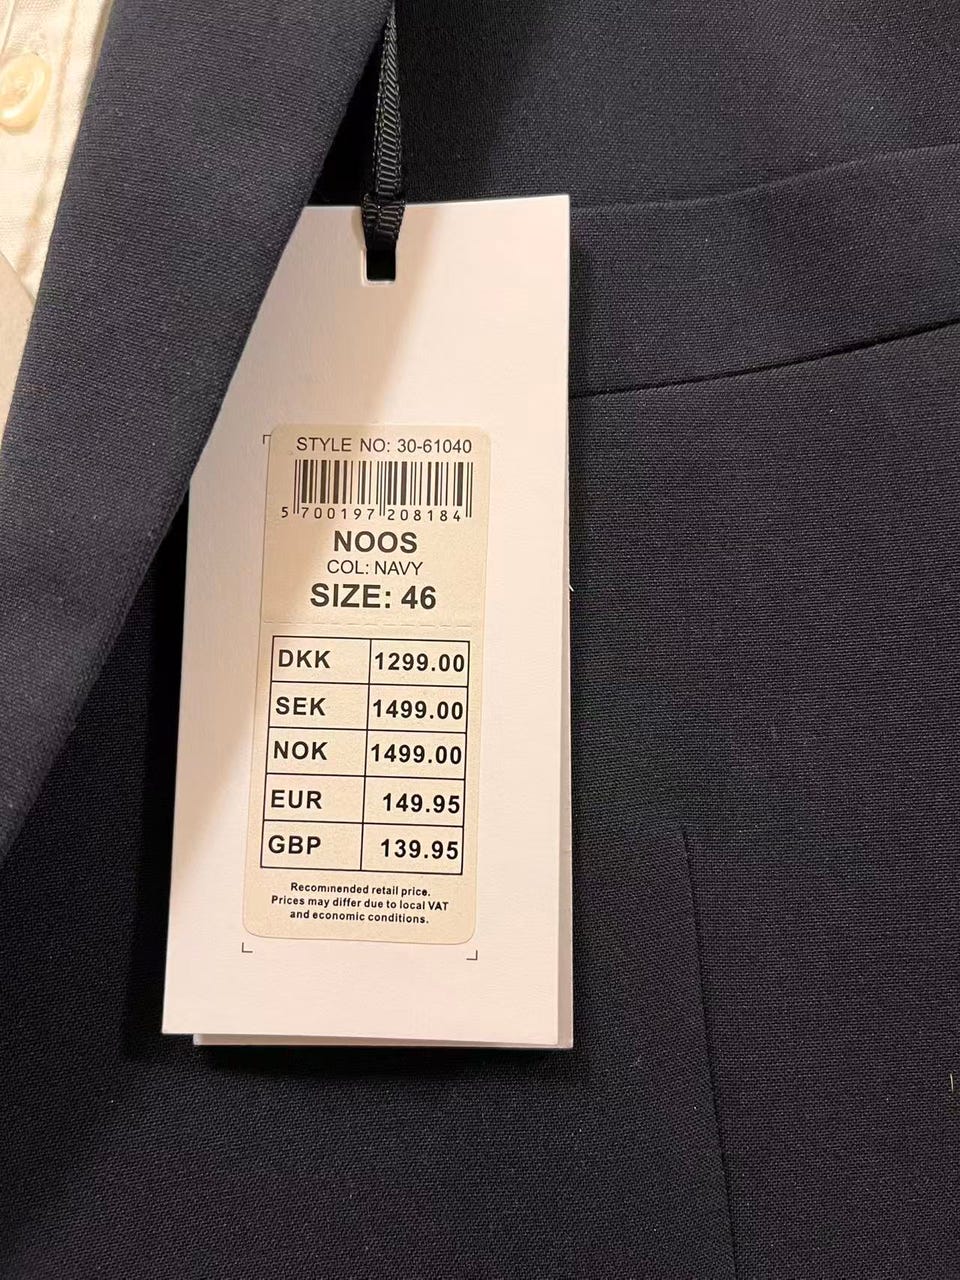 STYLE NO: 30-61040
5 700197 208184
NOOS
COL: NAVY
SIZE: 46
DKK 1299.00
SEK 1499.00
NOK 1499.00
EUR 149.95
GBP 139.95
Recommended retail price.
Prices may differ due to local VAT
and economic conditions.